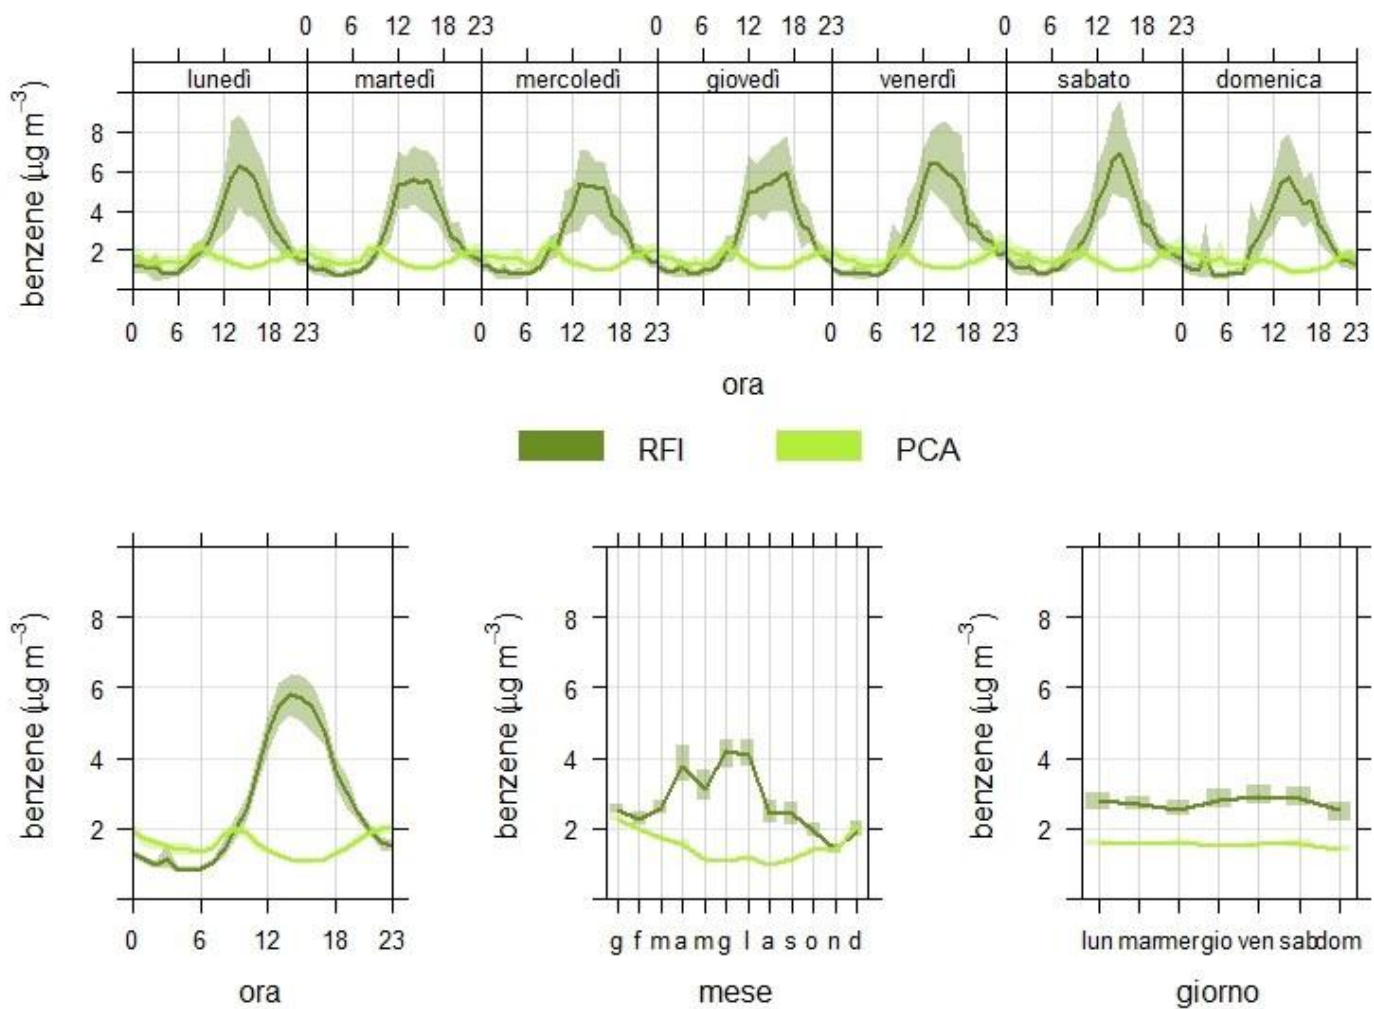 0 6 12 18 23 0 6 12 18 23 0 6 12 18 23
lunedì martedì mercoledì giovedì venerdì sabato domenica
benzene (µg m⁻³)
8
6
4
2
0 6 12 18 23 0 6 12 18 23 0 6 12 18 23 0 6 12 18 23
ora
RFI PCA
benzene (µg m⁻³)
8
6
4
2
0 6 12 18 23
ora
benzene (µg m⁻³)
8
6
4
2
g f m a m g l a s o n d
mese
benzene (µg m⁻³)
8
6
4
2
lun mar mer gio ven sab dom
giorno